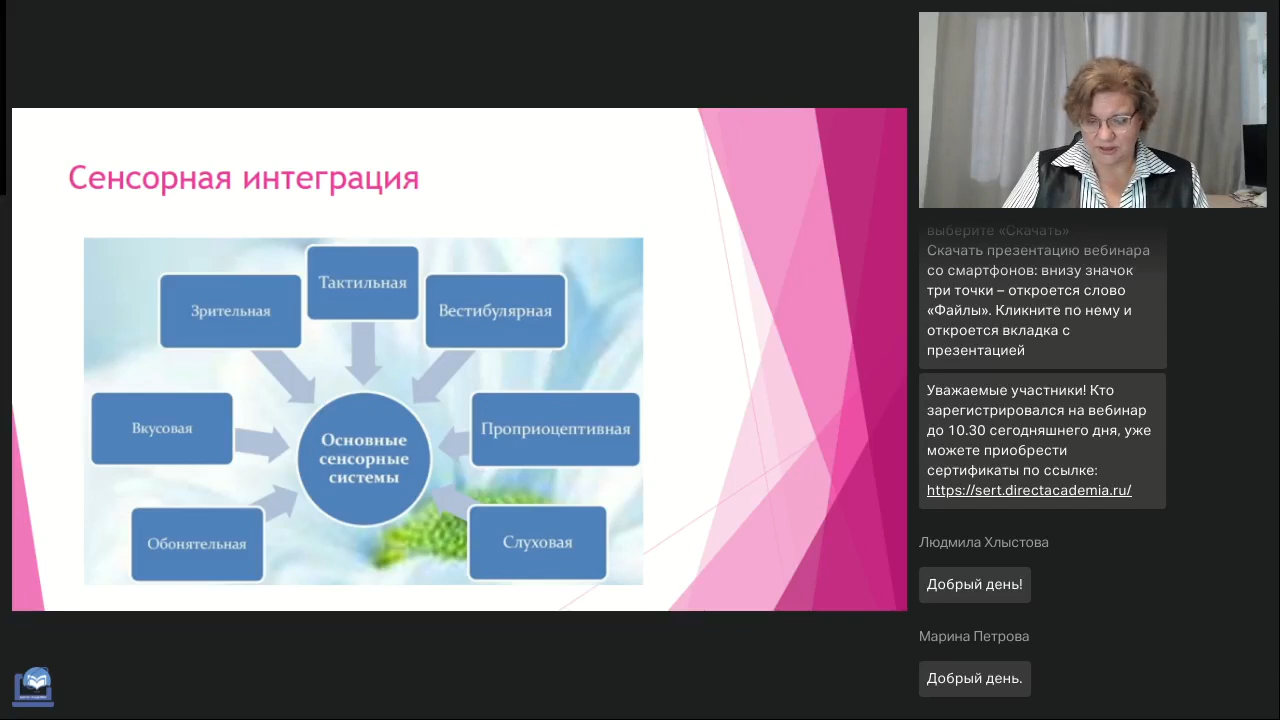 Сенсорная интеграция
Тактильная
Зрительная
Вестибулярная
Вкусовая
Основные
сенсорные
системы
Проприоцептивная
Обонятельная
Слуховая
выберите «Скачать»
Скачать презентацию вебинара
со смартфонов: внизу значок
три точки – откроется слово
«Файлы». Кликните по нему и
откроется вкладка с
презентацией
Уважаемые участники! Кто
зарегистрировался на вебинар
до 10.30 сегодняшнего дня, уже
можете приобрести
сертификаты по ссылке:
https://sert.directacademia.ru/
Людмила Хлыстова
Добрый день!
Марина Петрова
Добрый день.